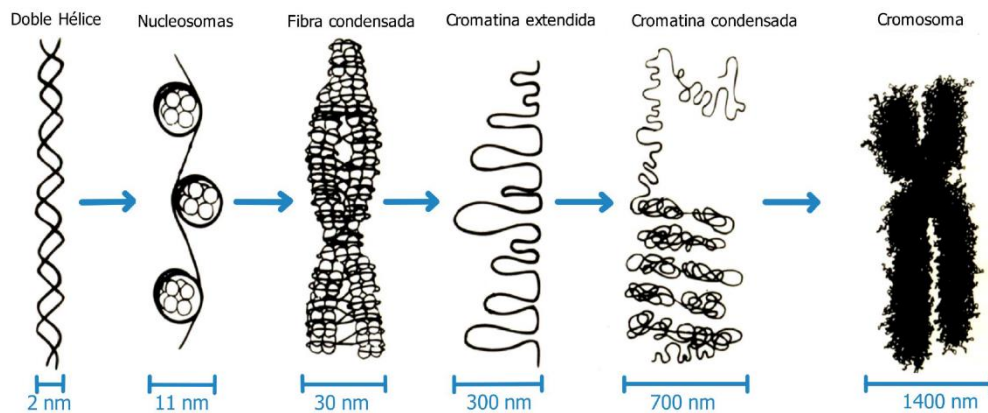 Doble Hélice
Nucleosomas
Fibra condensada
Cromatina extendida
Cromatina condensada
Cromosoma
2 nm
11 nm
30 nm
300 nm
700 nm
1400 nm